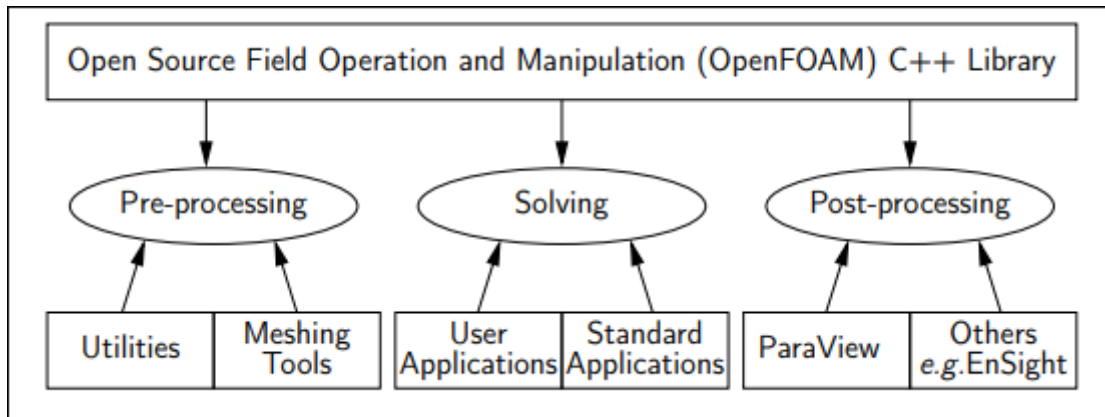 Open Source Field Operation and Manipulation (OpenFOAM) C++ Library
Pre-processing
Solving
Post-processing
Utilities
Meshing
Tools
User
Applications
Standard
Applications
ParaView
Others
e.g.EnSight